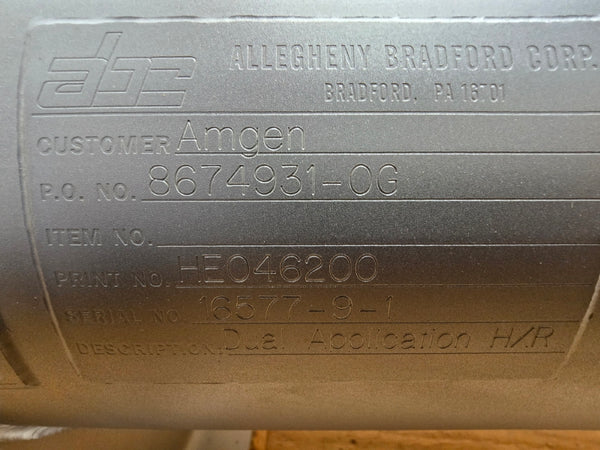 abc ALLEGHENY BRADFORD CORP.
BRADFORD, PA 16701
CUSTOMER Amgen
P.O. NO. 8674931-OG
ITEM NO.
PRINT NO. HE046200
SERIAL NO. 16577-9-1
DESCRIPTION, Dual Application H/R